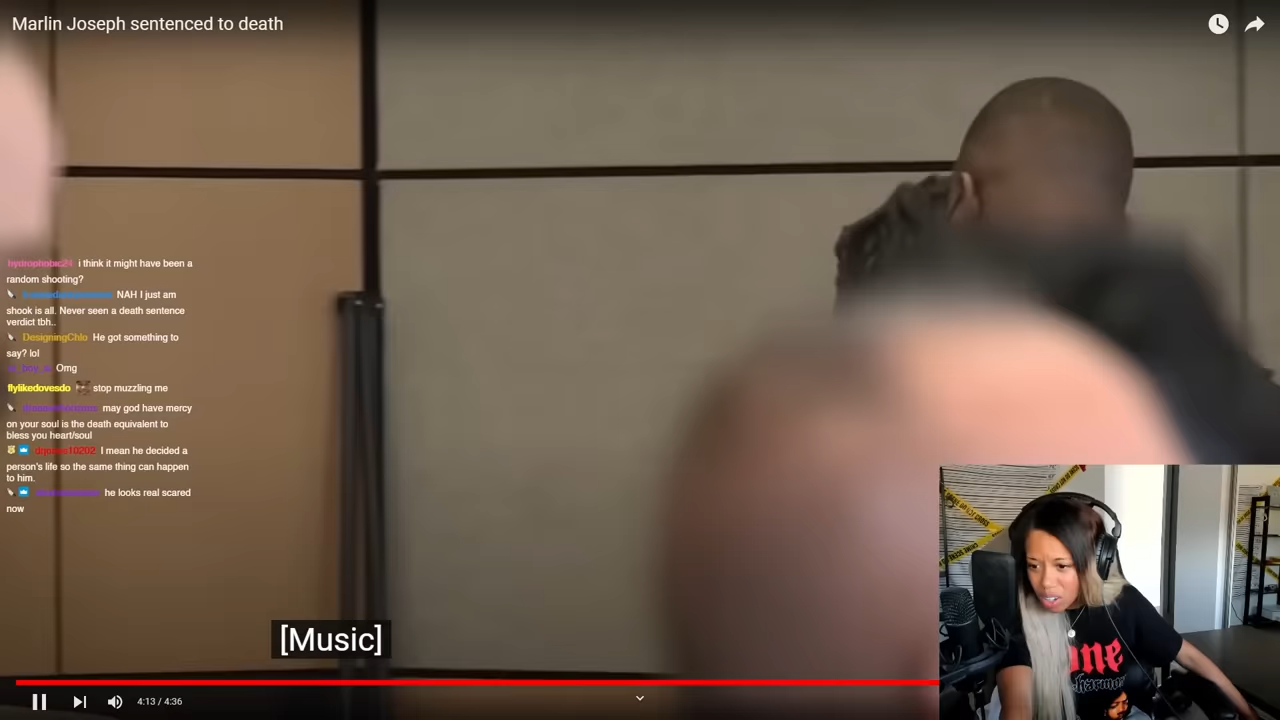 Marlin Joseph sentenced to death
hydrophobic24 i think it might have been a
random shooting?
NAH I just am
shook is all. Never seen a death sentence
verdict tbh..
DesigningChlo He got something to
say? lol
Omg
flylikedovesdo stop muzzling me
may god have mercy
on your soul is the death equivalent to
bless you heart/soul
I mean he decided a
person's life so the same thing can happen
to him.
he looks real scared
now
[Music]
4:13 / 4:36